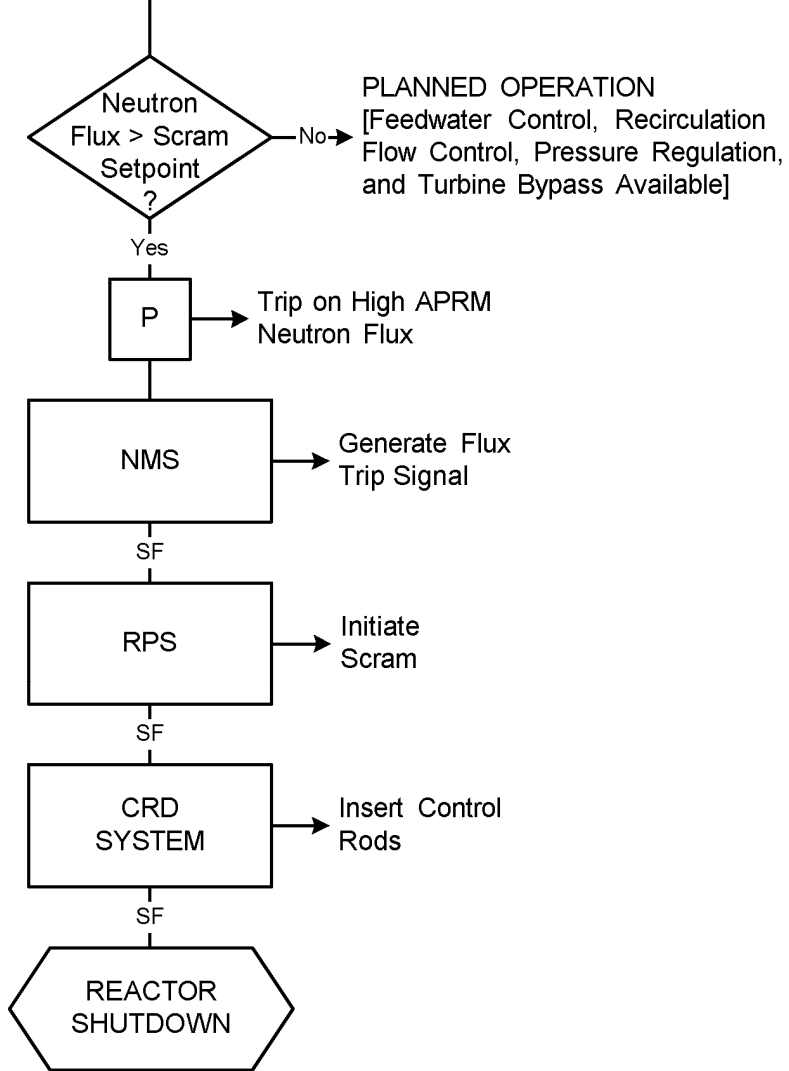 Neutron
Flux > Scram
Setpoint
?
No
PLANNED OPERATION
[Feedwater Control, Recirculation
Flow Control, Pressure Regulation,
and Turbine Bypass Available]
Yes
P
Trip on High APRM
Neutron Flux
NMS
Generate Flux
Trip Signal
SF
RPS
Initiate
Scram
SF
CRD
SYSTEM
Insert Control
Rods
SF
REACTOR
SHUTDOWN